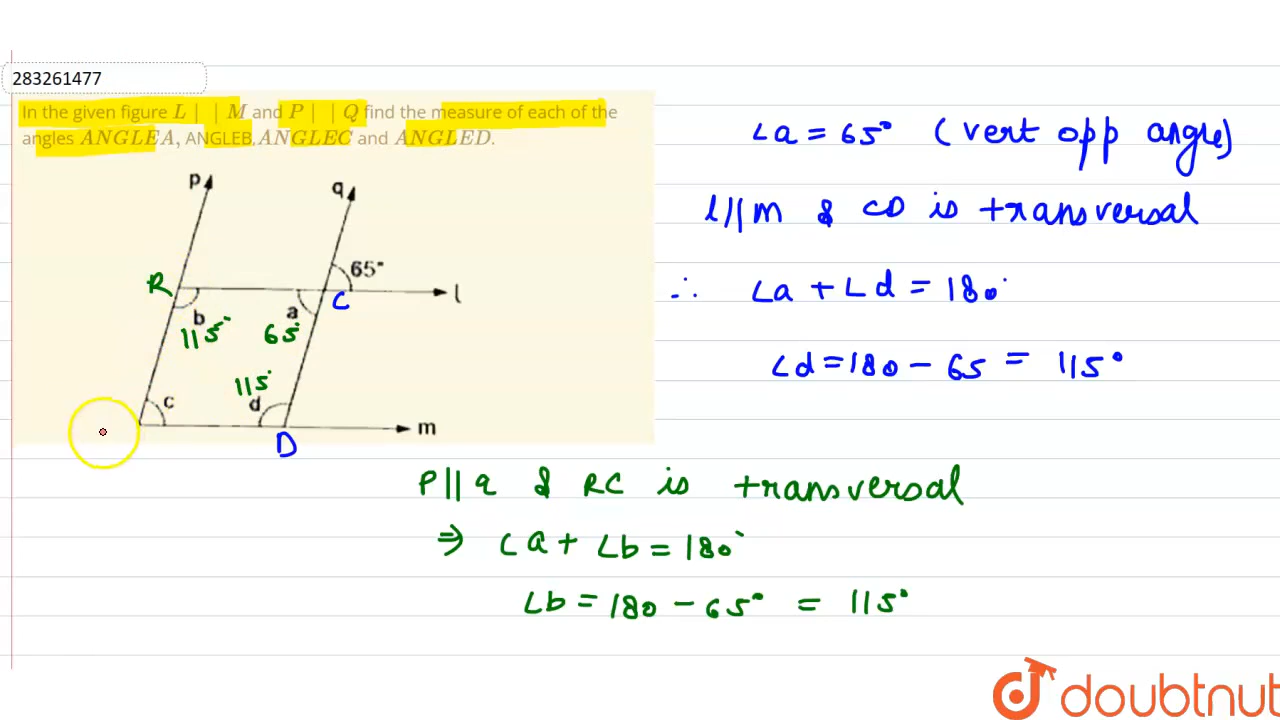 283261477
In the given figure L | | M and P | | Q find the measure of each of the
angles ANGLEA, ANGLEB, ANGLEC and ANGLED.
p
q
65°
R
l
C
b
a
115°
65°
115°
c
d
m
D
∠a = 65° (vert opp angle)
l || m & CD is transversal
∴ ∠a + ∠d = 180°
∠d = 180 - 65 = 115°
P || q & RC is transversal
⇒ ∠a + ∠b = 180°
∠b = 180 - 65° = 115°
doubtnut